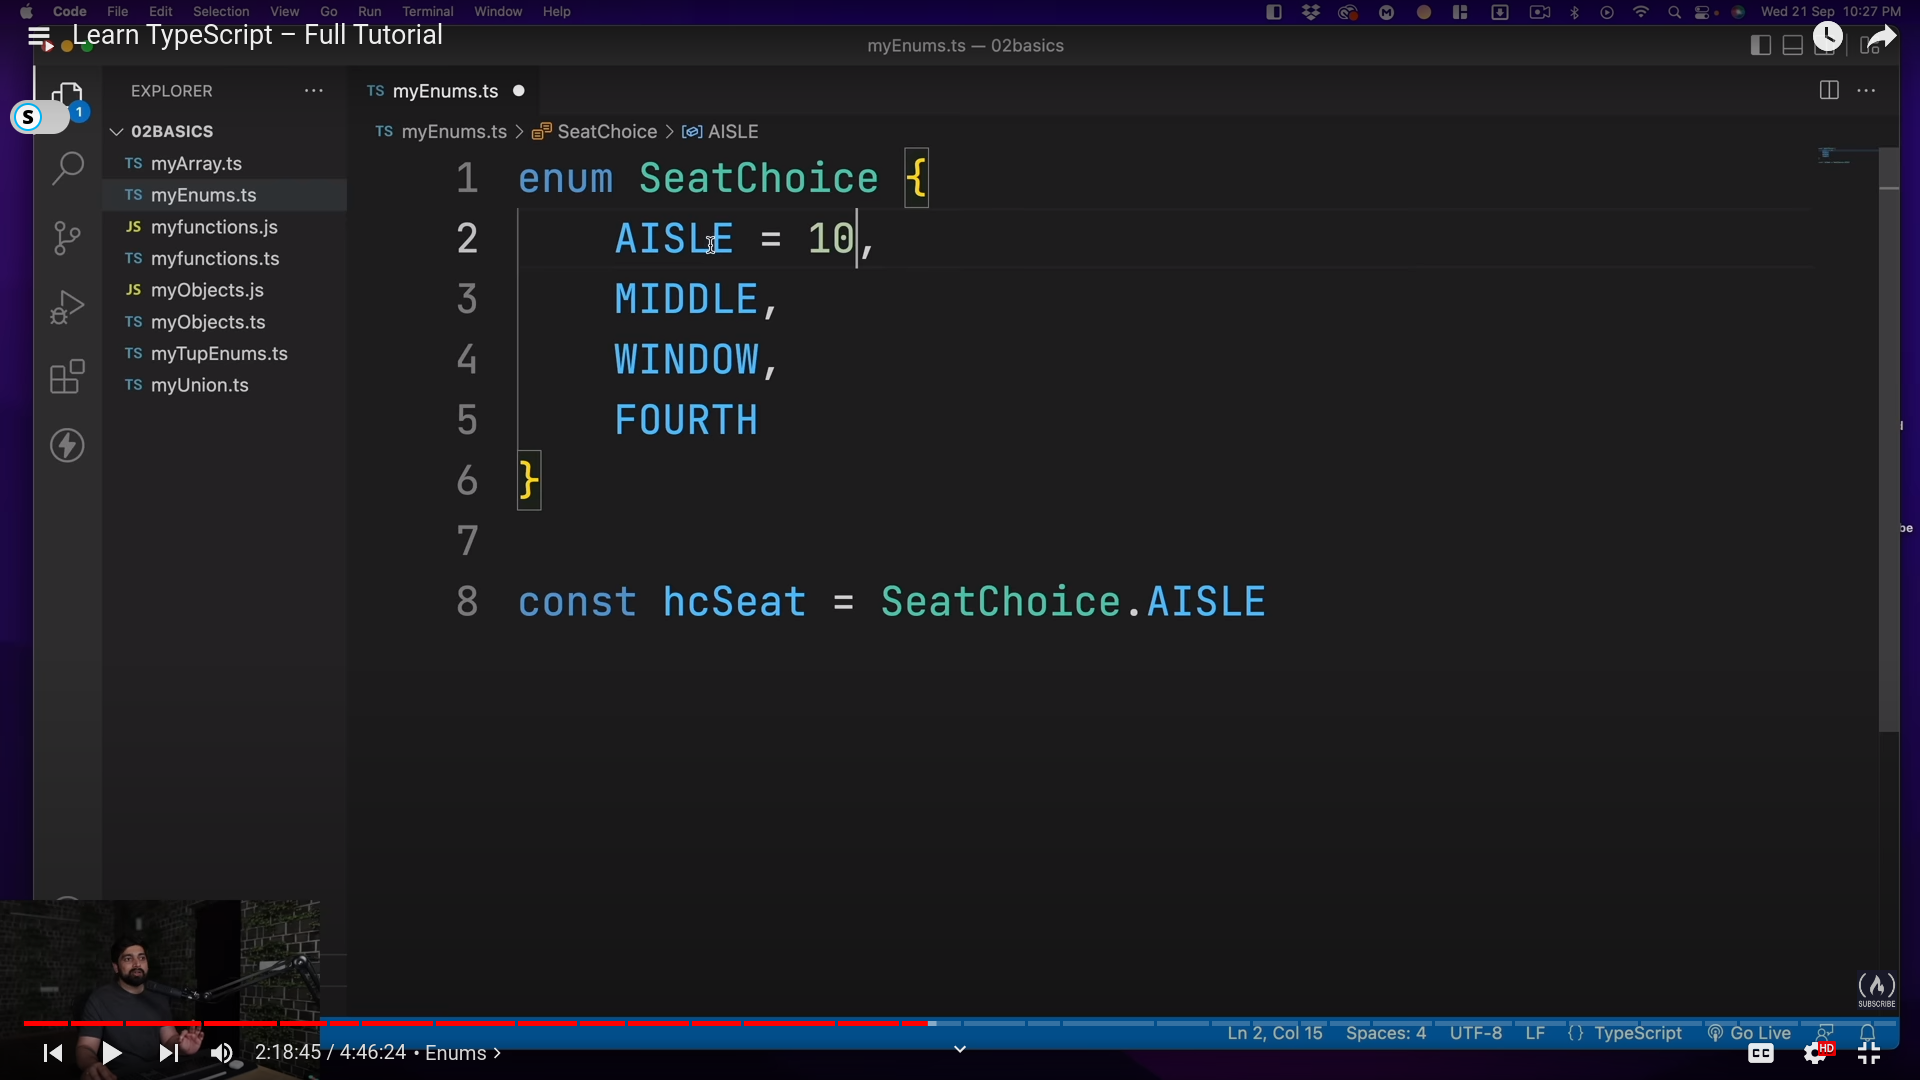 Code File Edit Selection View Go Run Terminal Window Help
Wed 21 Sep 10:27 PM
Learn TypeScript – Full Tutorial
myEnums.ts — 02basics
EXPLORER
TS myEnums.ts
1
S
02BASICS
TS myEnums.ts > SeatChoice > AISLE
TS myArray.ts
TS myEnums.ts
JS myfunctions.js
TS myfunctions.ts
JS myObjects.js
TS myObjects.ts
TS myTupEnums.ts
TS myUnion.ts
1 enum SeatChoice {
2 AISLE = 10,
3 MIDDLE,
4 WINDOW,
5 FOURTH
6 }
7
8 const hcSeat = SeatChoice.AISLE
be
SUBSCRIBE
Ln 2, Col 15 Spaces: 4 UTF-8 LF {} TypeScript Go Live
2:18:45 / 4:46:24 • Enums >
CC
HD